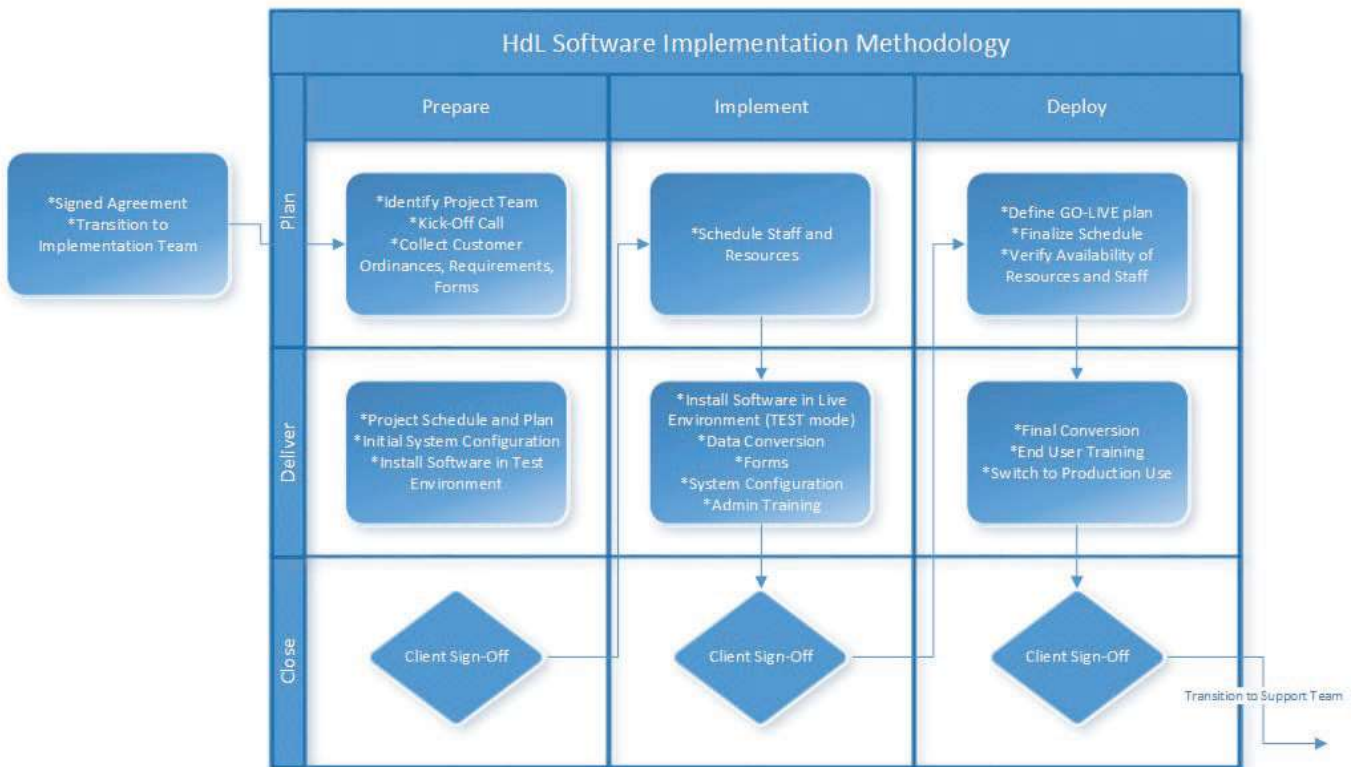 HdL Software Implementation Methodology
Prepare
Implement
Deploy
Plan
*Signed Agreement
*Transition to
Implementation Team
*Identify Project Team
*Kick-Off Call
*Collect Customer
Ordinances, Requirements,
Forms
*Schedule Staff and
Resources
*Define GO-LIVE plan
*Finalize Schedule
*Verify Availability of
Resources and Staff
Deliver
*Project Schedule and Plan
*Initial System Configuration
*Install Software in Test
Environment
*Install Software in Live
Environment (TEST mode)
*Data Conversion
*Forms
*System Configuration
*Admin Training
*Final Conversion
*End User Training
*Switch to Production Use
Close
Client Sign-Off
Client Sign-Off
Client Sign-Off
Transition to Support Team